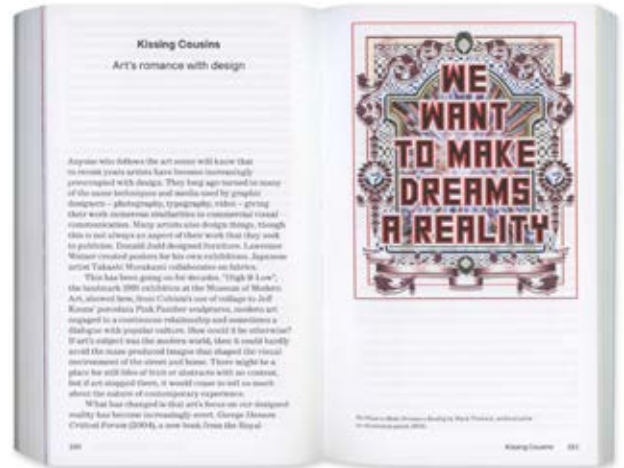 Kissing Cousins
Art's romance with design
Anyone who follows the art scene will know that
in recent years artists have become increasingly
preoccupied with design. They long ago turned to many
of the same techniques and media used by graphic
designers – photography, typography, video – giving
their work numerous similarities to commercial visual
communication. Many artists also design things, though
this is not always an aspect of their work that they seek
to publicize. Donald Judd designed furniture. Lawrence
Weiner created posters for his own exhibitions. Japanese
artist Takashi Murakami collaborates on fabrics.
This has been going on for decades. "High & Low",
the landmark 1991 exhibition at the Museum of Modern
Art, showed how, from Cubism's use of collage to Jeff
Koons' porcelain Pink Panther sculptures, modern art
engaged in a continuous relationship and sometimes a
dialogue with popular culture. How could it be otherwise?
If art's subject was the modern world, then it could hardly
avoid the mass-produced images that shaped the visual
environment of the street and home. There might be a
place for still lifes of fruit or abstracts with no content,
but if art stopped there, it would cease to tell us much
about the nature of contemporary experience.
What has changed is that art's focus on our designed
reality has become increasingly overt. George Hansen
Critical Forum (2004), a new book from the Royal
WE
WANT
TO MAKE
DREAMS
A REALITY
Kissing Cousins